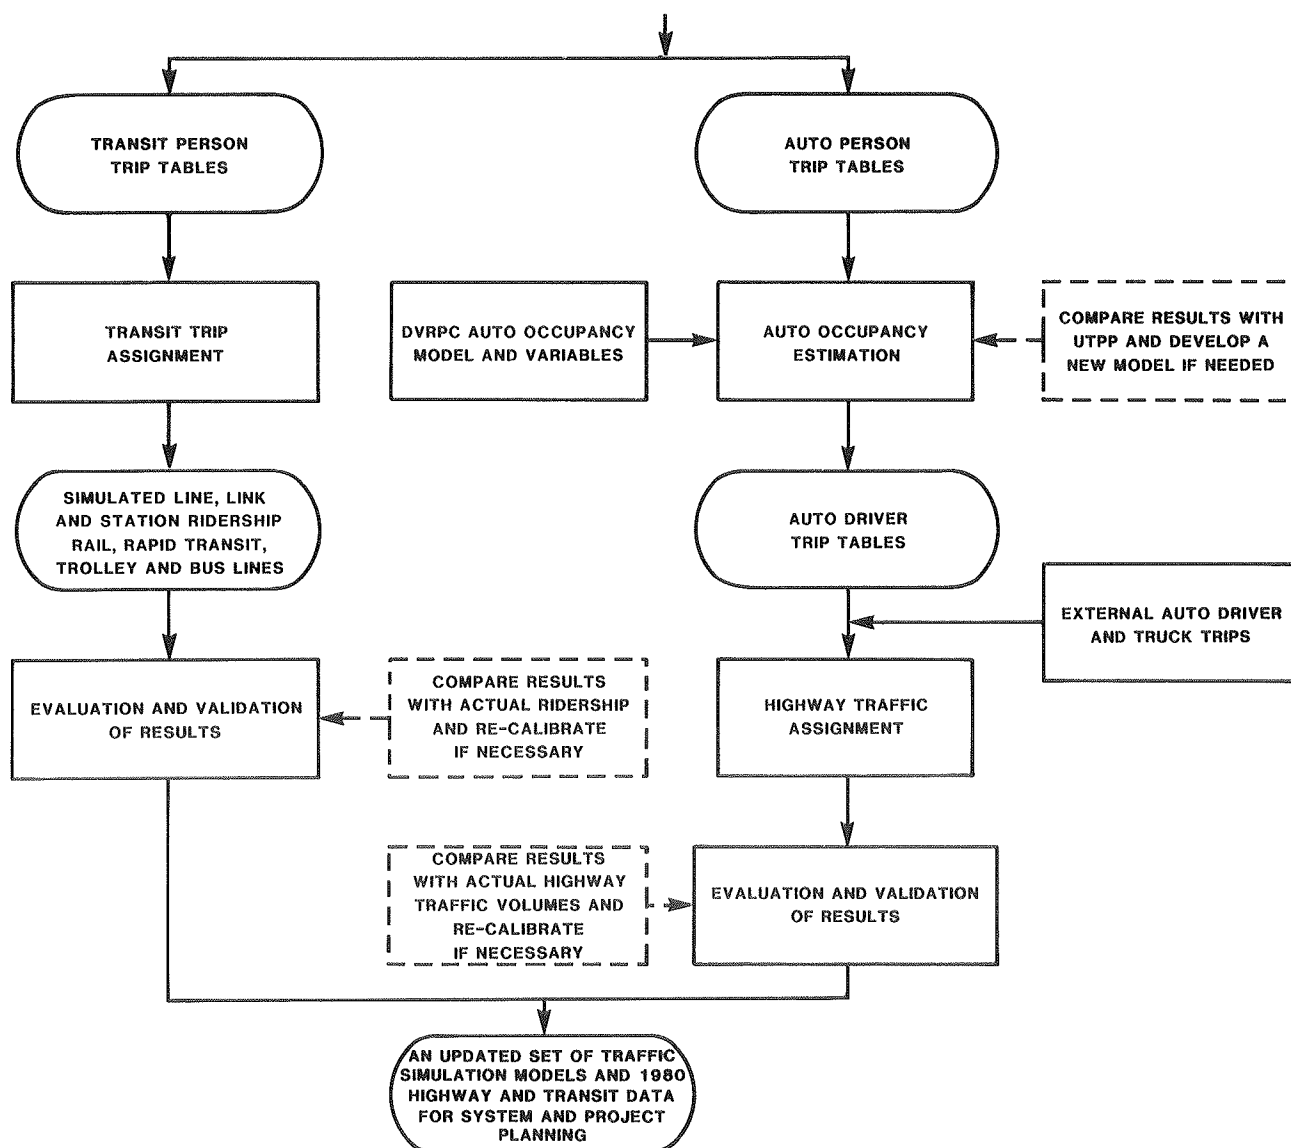 TRANSIT PERSON
TRIP TABLES
AUTO PERSON
TRIP TABLES
TRANSIT TRIP
ASSIGNMENT
DVRPC AUTO OCCUPANCY
MODEL AND VARIABLES
AUTO OCCUPANCY
ESTIMATION
COMPARE RESULTS WITH
UTPP AND DEVELOP A
NEW MODEL IF NEEDED
SIMULATED LINE, LINK
AND STATION RIDERSHIP
RAIL, RAPID TRANSIT,
TROLLEY AND BUS LINES
AUTO DRIVER
TRIP TABLES
EXTERNAL AUTO DRIVER
AND TRUCK TRIPS
EVALUATION AND VALIDATION
OF RESULTS
COMPARE RESULTS
WITH ACTUAL RIDERSHIP
AND RE-CALIBRATE
IF NECESSARY
HIGHWAY TRAFFIC
ASSIGNMENT
COMPARE RESULTS
WITH ACTUAL HIGHWAY
TRAFFIC VOLUMES AND
RE-CALIBRATE
IF NECESSARY
EVALUATION AND VALIDATION
OF RESULTS
AN UPDATED SET OF TRAFFIC
SIMULATION MODELS AND 1980
HIGHWAY AND TRANSIT DATA
FOR SYSTEM AND PROJECT
PLANNING